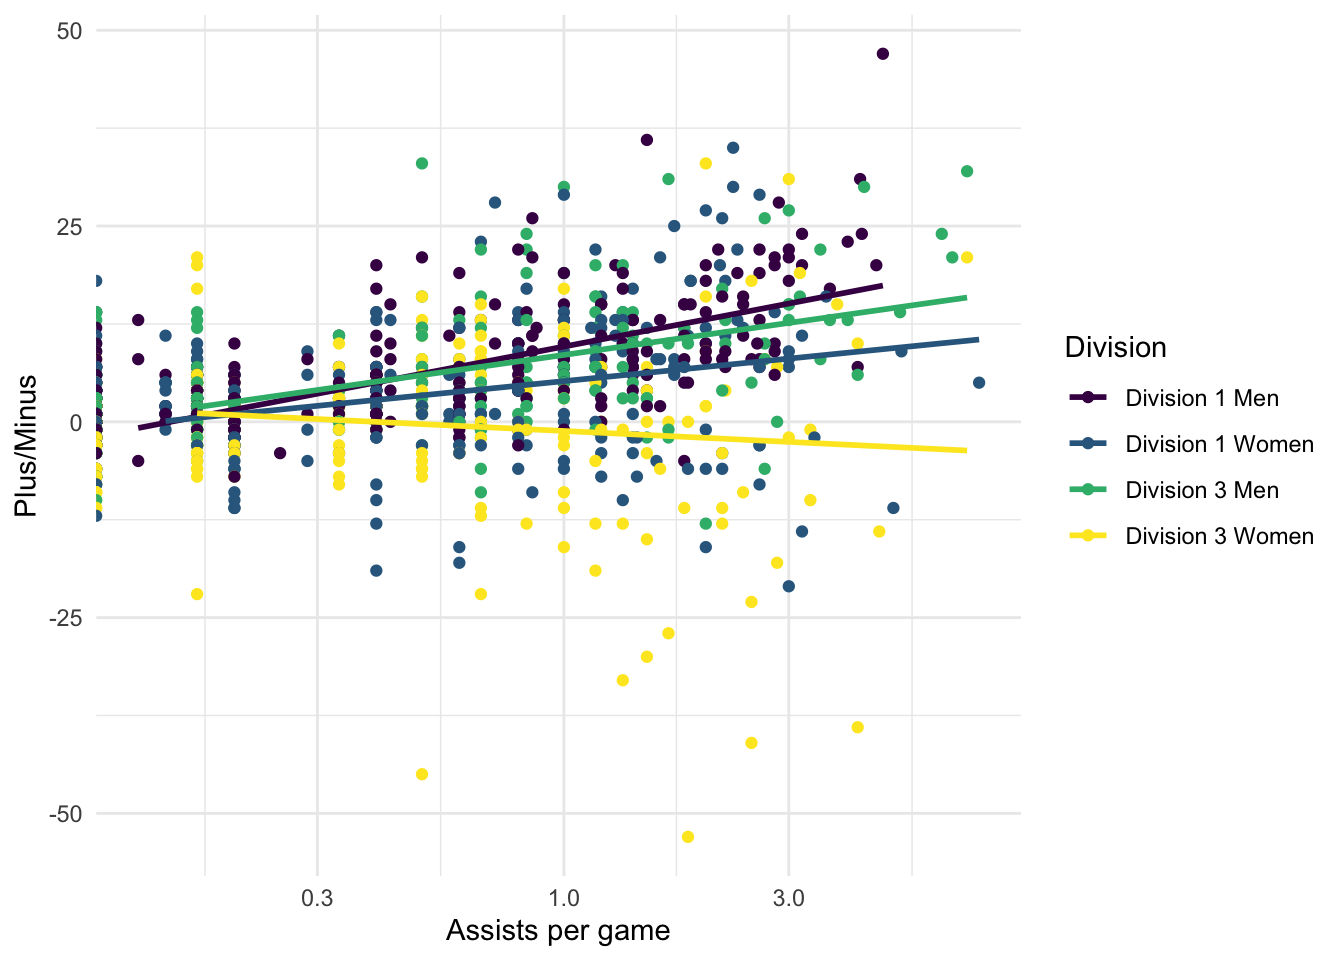 50
25
0
-25
-50
Plus/Minus
0.3 1.0 3.0
Assists per game
Division
Division 1 Men
Division 1 Women
Division 3 Men
Division 3 Women